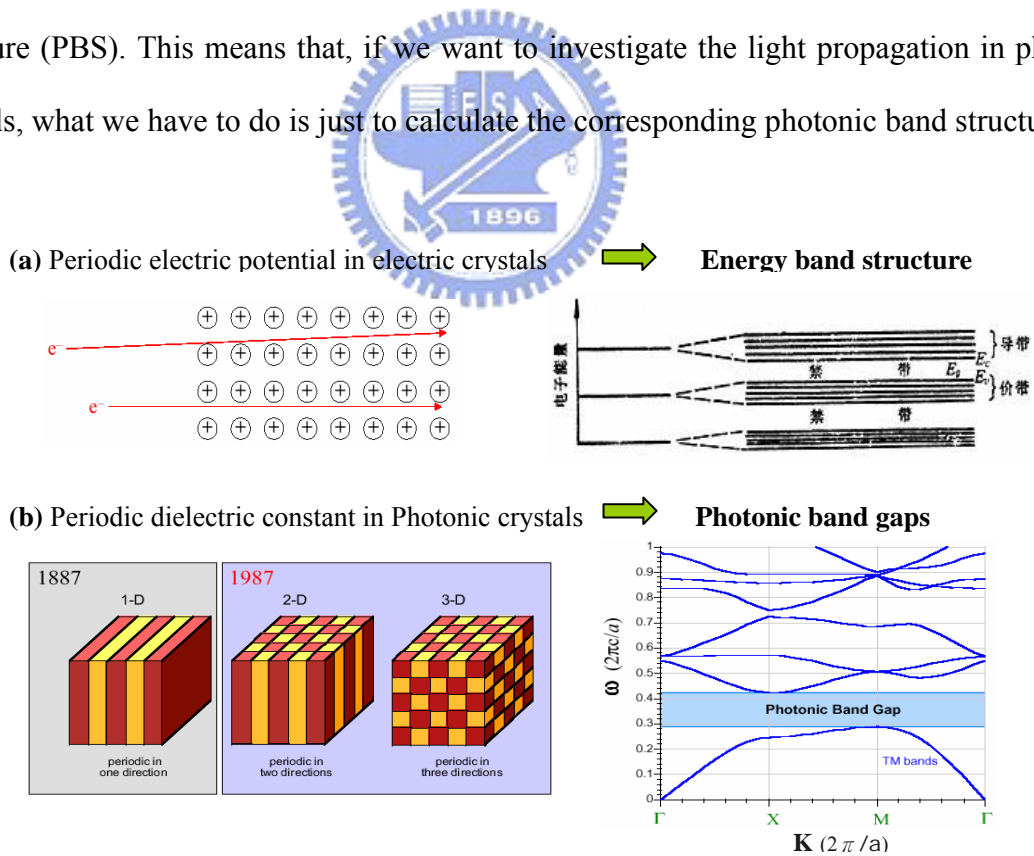 ure (PBS). This means that, if we want to investigate the light propagation in ph
ls, what we have to do is just to calculate the corresponding photonic band structu
E S
1896
(a) Periodic electric potential in electric crystals
Energy band structure
e⁻
e⁻
+ + + + + + + +
+ + + + + + + +
+ + + + + + + +
+ + + + + + + +
电子能量
禁 带 Eg
禁 带
Ec }导带
Ev }价带
(b) Periodic dielectric constant in Photonic crystals
Photonic band gaps
1887
1-D
periodic in
one direction
1987
2-D
periodic in
two directions
3-D
periodic in
three directions
ω (2πc/a)
1
0.9
0.8
0.7
0.6
0.5
0.4
0.3
0.2
0.1
0
Photonic Band Gap
TM bands
Γ X M Γ
K (2π/a)